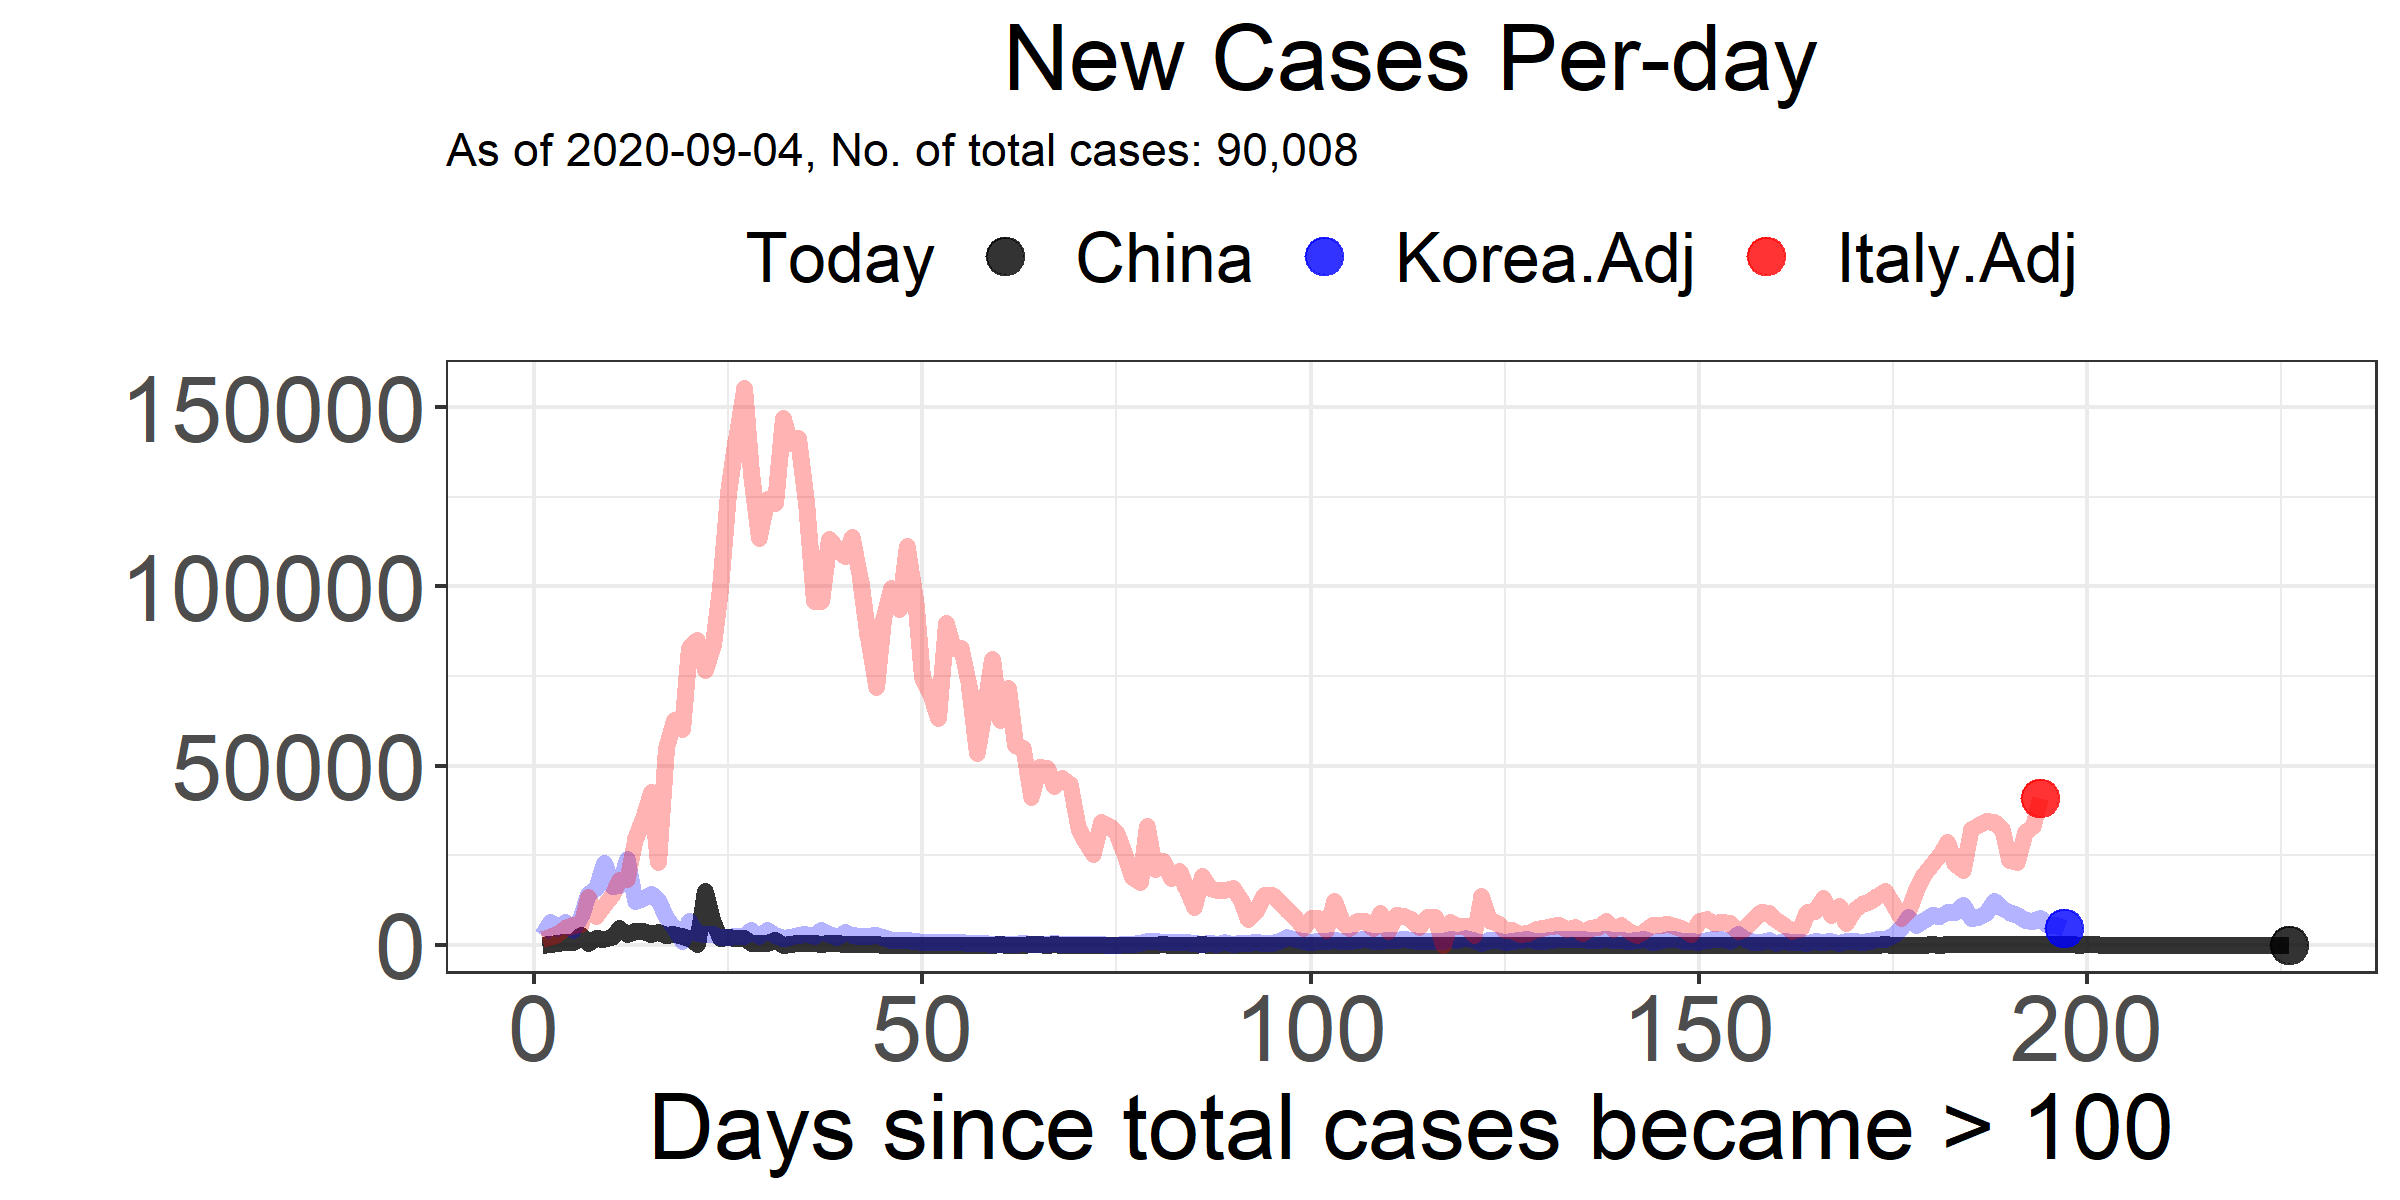 New Cases Per-day
As of 2020-09-04, No. of total cases: 90,008
Today China Korea.Adj Italy.Adj
150000
100000
50000
0
0 50 100 150 200
Days since total cases became > 100